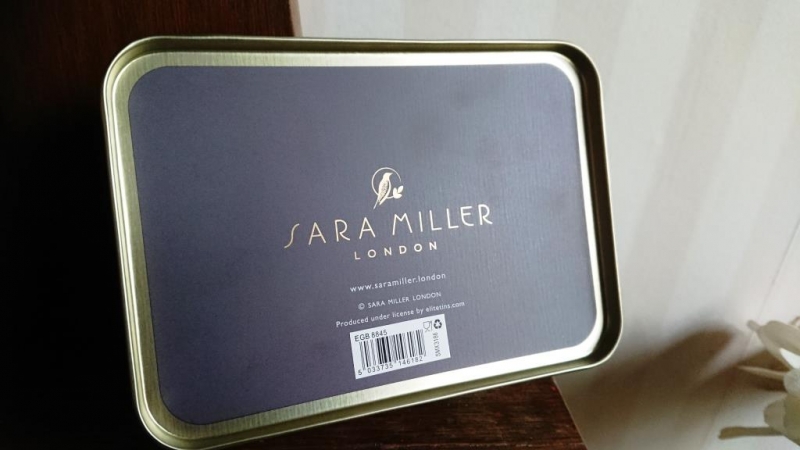 SARA MILLER
LONDON
www.saramiller.london
© SARA MILLER LONDON
Produced under license by elitetins.com
EGB 8845
5 033735 146182